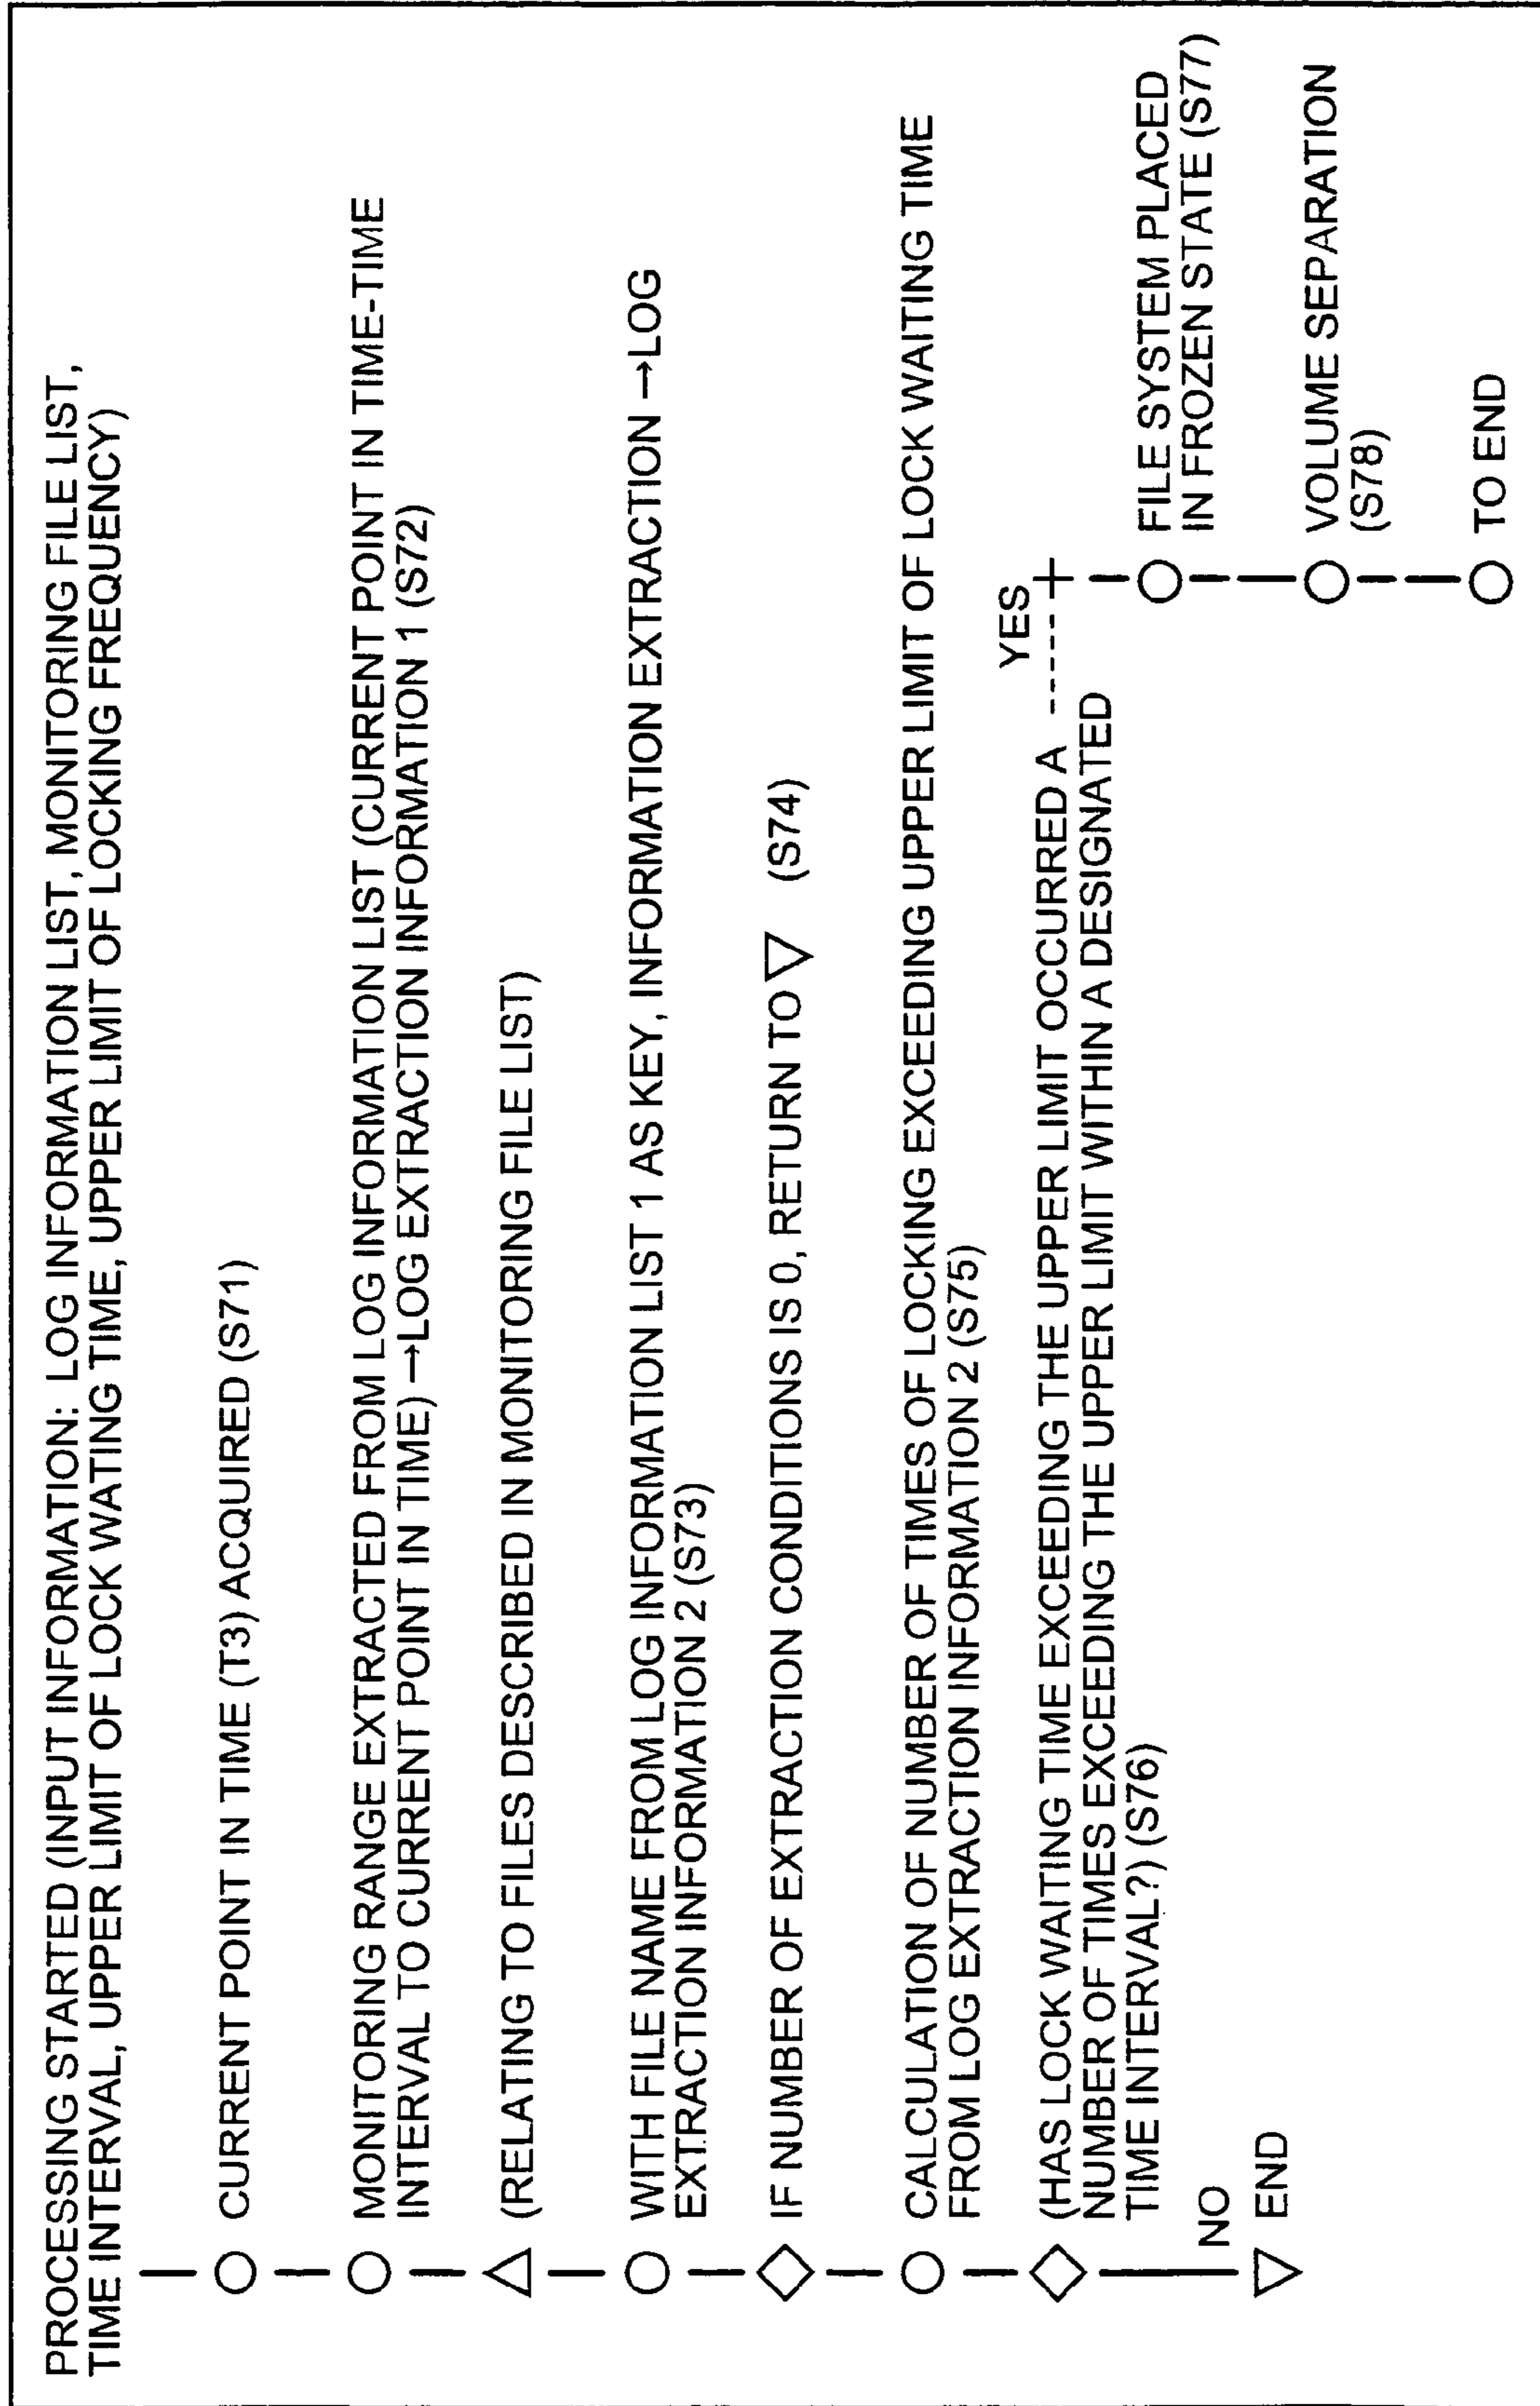 PROCESSING STARTED (INPUT INFORMATION: LOG INFORMATION LIST, MONITORING FILE LIST,
TIME INTERVAL, UPPER LIMIT OF LOCK WATING TIME, UPPER LIMIT OF LOCKING FREQUENCY)
CURRENT POINT IN TIME (T3) ACQUIRED (S71)
MONITORING RANGE EXTRACTED FROM LOG INFORMATION LIST (CURRENT POINT IN TIME-TIME
INTERVAL TO CURRENT POINT IN TIME) →LOG EXTRACTION INFORMATION 1 (S72)
(RELATING TO FILES DESCRIBED IN MONITORING FILE LIST)
WITH FILE NAME FROM LOG INFORMATION LIST 1 AS KEY, INFORMATION EXTRACTION →LOG
EXTRACTION INFORMATION 2 (S73)
IF NUMBER OF EXTRACTION CONDITIONS IS 0, RETURN TO ▽ (S74)
CALCULATION OF NUMBER OF TIMES OF LOCKING EXCEEDING UPPER LIMIT OF LOCK WAITING TIME
FROM LOG EXTRACTION INFORMATION 2 (S75)
(HAS LOCK WAITING TIME EXCEEDING THE UPPER LIMIT OCCURRED A
NUMBER OF TIMES EXCEEDING THE UPPER LIMIT WITHIN A DESIGNATED
TIME INTERVAL?) (S76)
YES
FILE SYSTEM PLACED
IN FROZEN STATE (S77)
VOLUME SEPARATION
(S78)
TO END
NO
END